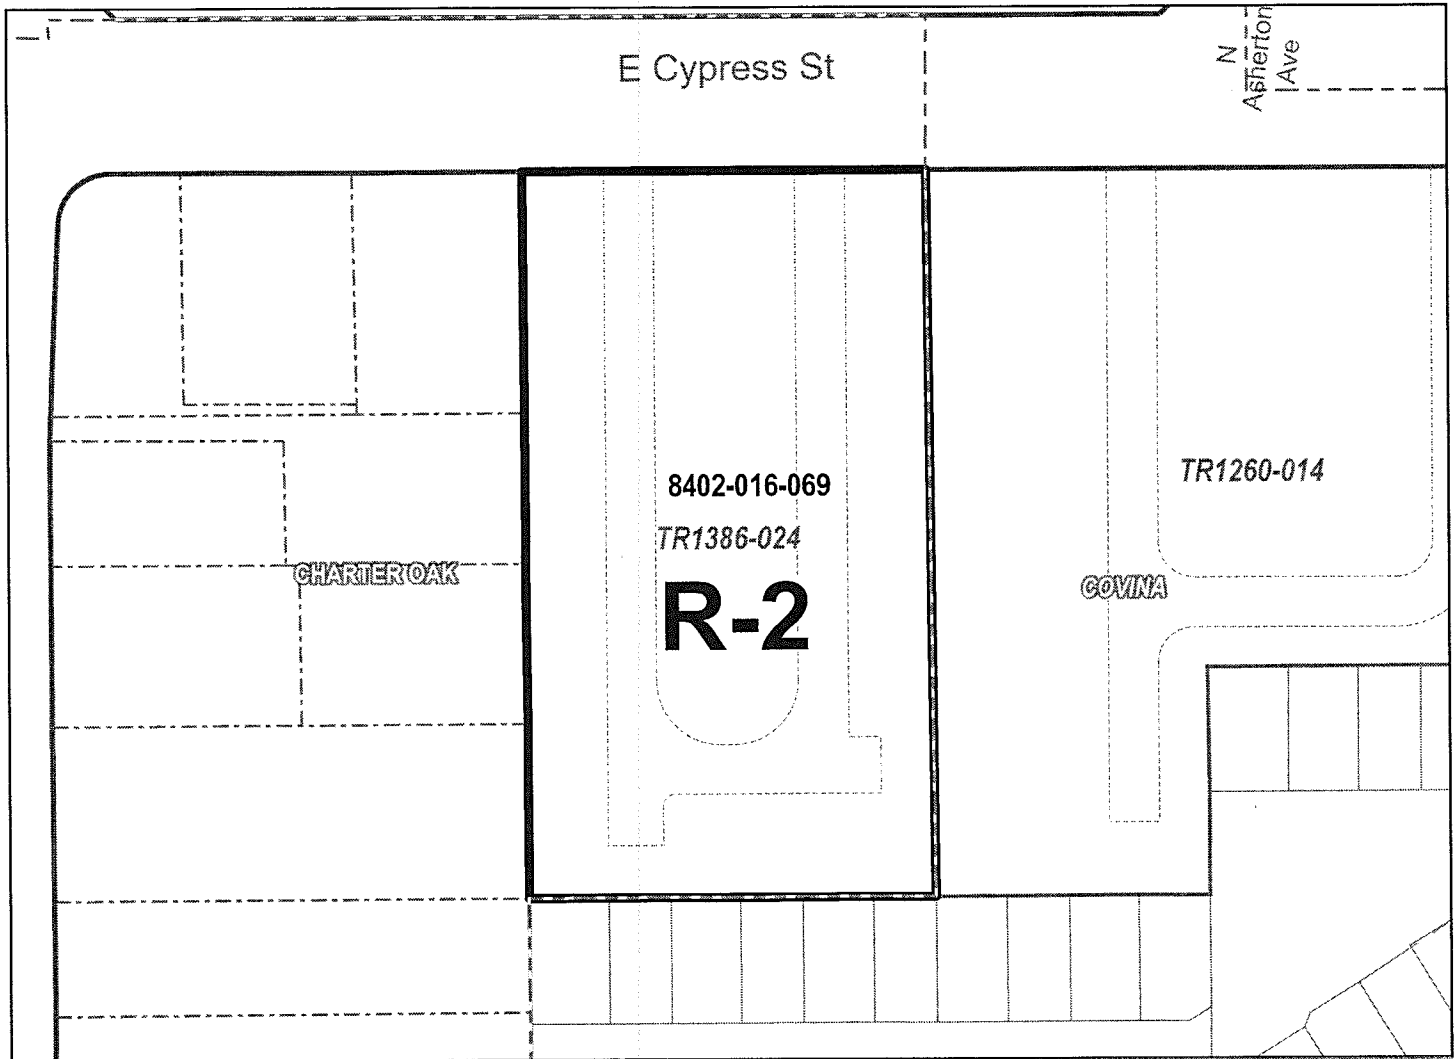 E Cypress St
N
Asherton
Ave
8402-016-069
TR1386-024
R-2
TR1260-014
CHARTER OAK
COVINA